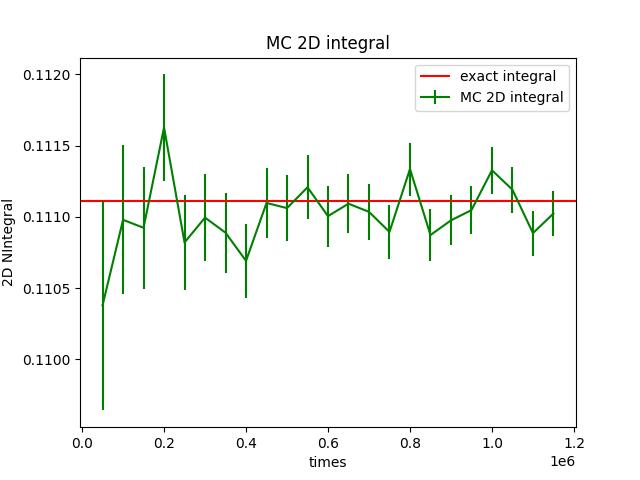 MC 2D integral
exact integral
MC 2D integral
2D NIntegral
0.1120
0.1115
0.1110
0.1105
0.1100
0.0 0.2 0.4 0.6 0.8 1.0 1.2
times
1e6